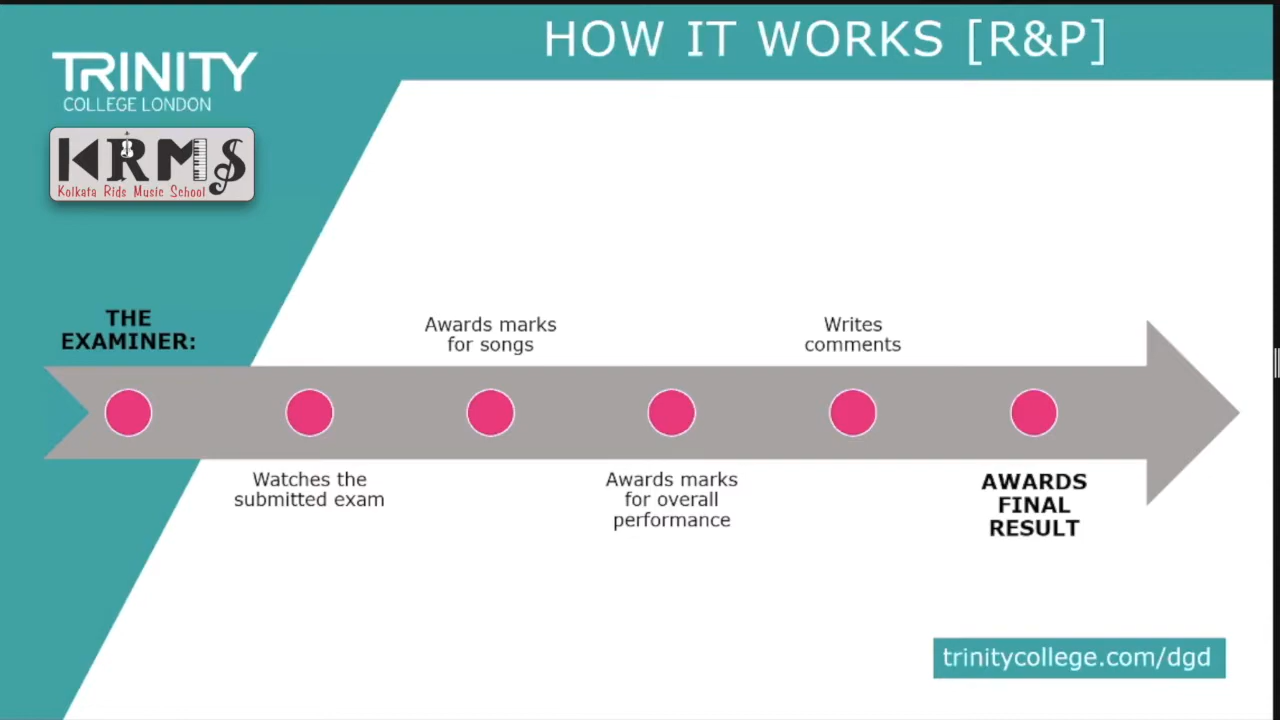 HOW IT WORKS [R&P]
TRINITY
COLLEGE LONDON
KRMS
Kolkata Rids Music School
THE
EXAMINER:
Watches the
submitted exam
Awards marks
for songs
Awards marks
for overall
performance
Writes
comments
AWARDS
FINAL
RESULT
trinitycollege.com/dgd